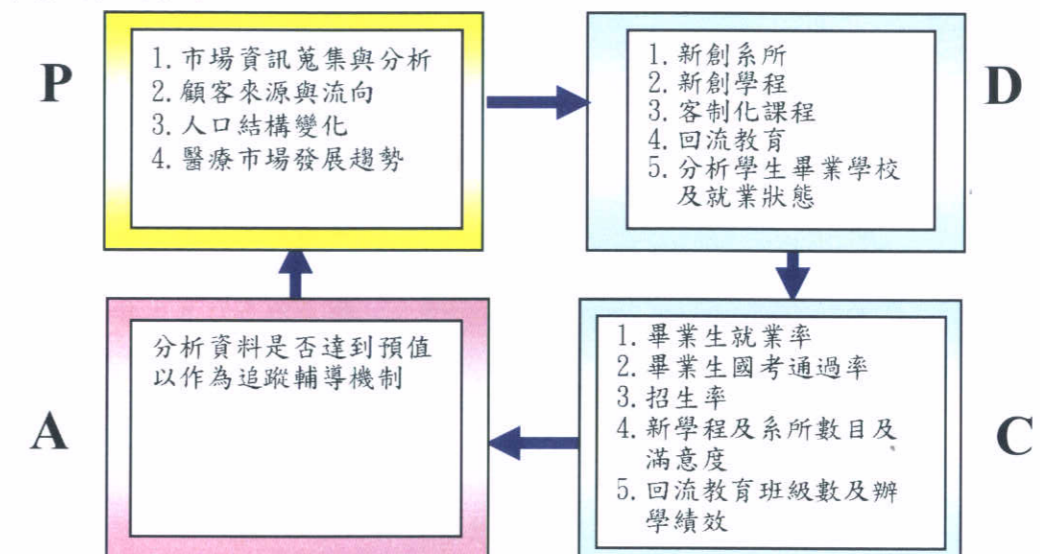 P
1. 市場資訊蒐集與分析
2. 顧客來源與流向
3. 人口結構變化
4. 醫療市場發展趨勢
D
1. 新創系所
2. 新創學程
3. 客制化課程
4. 回流教育
5. 分析學生畢業學校
及就業狀態
C
1. 畢業生就業率
2. 畢業生國考通過率
3. 招生率
4. 新學程及系所數目及
滿意度
5. 回流教育班級數及辦
學績效
A
分析資料是否達到預值
以作為追蹤輔導機制